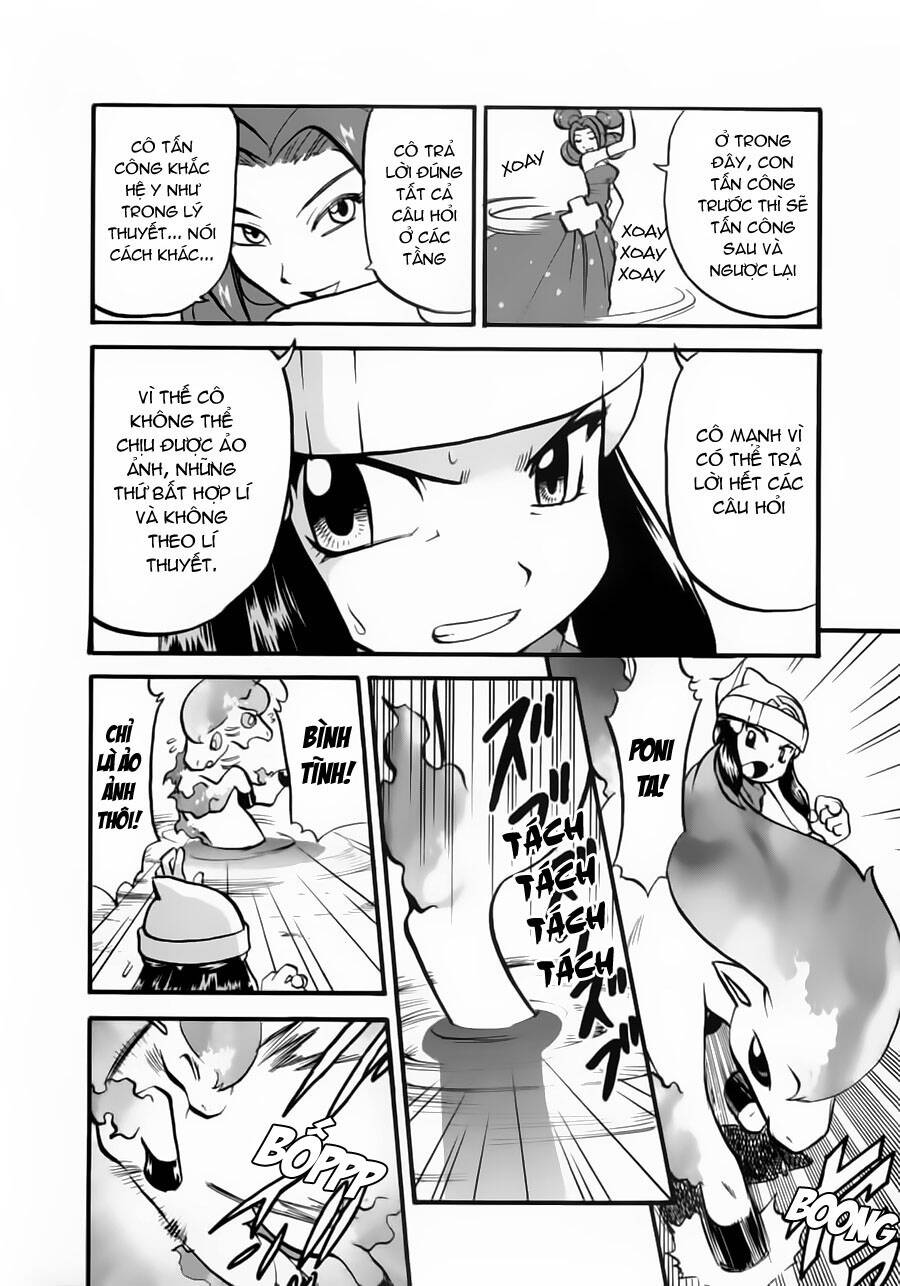 Ở TRONG
ĐÂY, CON
TẤN CÔNG
TRƯỚC THÌ SẼ
TẤN CÔNG
SAU VÀ
NGƯỢC LẠI
XOAY
XOAY
XOAY
XOAY
CÔ TRẢ
LỜI ĐÚNG
TẤT CẢ
CÂU HỎI
Ở CÁC
TẦNG
CÔ TẤN
CÔNG KHẮC
HỆ Y NHƯ
TRONG LÝ
THUYẾT... NÓI
CÁCH KHÁC...
CÔ MẠNH VÌ
CÓ THỂ TRẢ
LỜI HẾT CÁC
CÂU HỎI
VÌ THẾ CÔ
KHÔNG THỂ
CHỊU ĐƯỢC ẢO
ẢNH, NHỮNG
THỨ BẤT HỢP LÍ
VÀ KHÔNG
THEO LÍ
THUYẾT.
PONI
TA!
BOONG
ズズズズ
TÁCH
TÁCH
TÁCH
TÁCH
BÌNH
TĨNH!
CHỈ
LÀ ẢO
ẢNH
THÔI!
BỐPPP